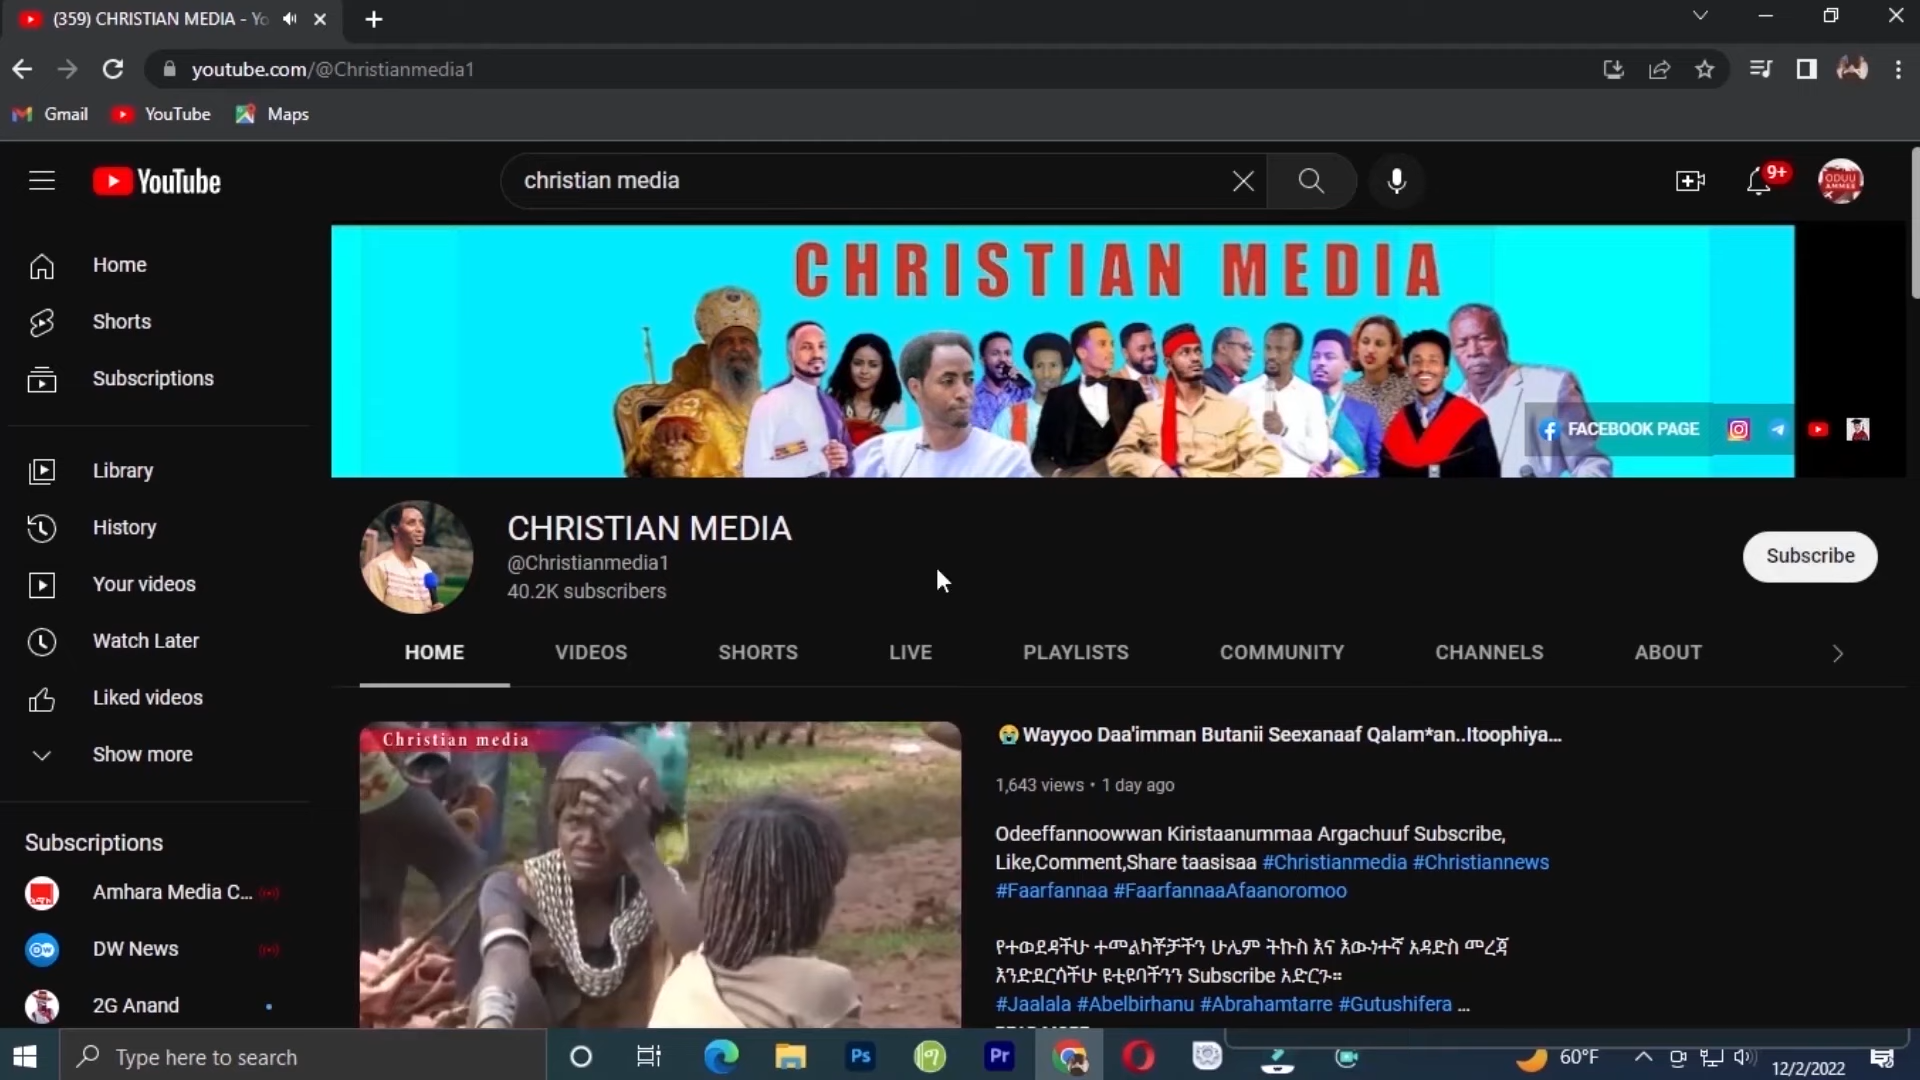 (359) CHRISTIAN MEDIA - Yo
youtube.com/@Christianmedia1
Gmail
YouTube
Maps
YouTube
christian media
9+
ODUU
AMMEE
Home
Shorts
Subscriptions
Library
History
Your videos
Watch Later
Liked videos
Show more
Subscriptions
Amhara Media C...
DW News
2G Anand
CHRISTIAN MEDIA
FACEBOOK PAGE
CHRISTIAN MEDIA
@Christianmedia1
40.2K subscribers
Subscribe
HOME
VIDEOS
SHORTS
LIVE
PLAYLISTS
COMMUNITY
CHANNELS
ABOUT
Christian media
😭Wayyoo Daa'imman Butanii Seexanaaf Qalam*an..Itoophiya...
1,643 views • 1 day ago
Odeeffannoowwan Kiristaanummaa Argachuuf Subscribe,
Like,Comment,Share taasisaa #Christianmedia #Christiannews
#Faarfannaa #FaarfannaaAfaanoromoo
የተወደዳችሁ ተመልካቾቻችን ሁሌም ትኩስ እና እውነተኛ አዳድስ መረጃ
እንድደርሳችሁ ዩቲዩባችንን Subscribe አድርጉ።
#Jaalala #Abelbirhanu #Abrahamtarre #Gutushifera ...
Type here to search
Ps
Pr
60°F
12/2/2022